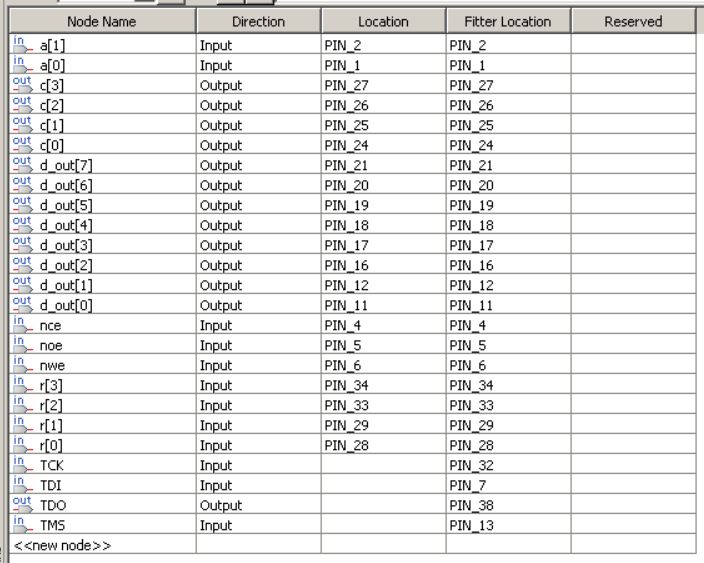 Node Name Direction Location Fitter Location Reserved
in a[1] Input PIN_2 PIN_2
in a[0] Input PIN_1 PIN_1
out c[3] Output PIN_27 PIN_27
out c[2] Output PIN_26 PIN_26
out c[1] Output PIN_25 PIN_25
out c[0] Output PIN_24 PIN_24
out d_out[7] Output PIN_21 PIN_21
out d_out[6] Output PIN_20 PIN_20
out d_out[5] Output PIN_19 PIN_19
out d_out[4] Output PIN_18 PIN_18
out d_out[3] Output PIN_17 PIN_17
out d_out[2] Output PIN_16 PIN_16
out d_out[1] Output PIN_12 PIN_12
out d_out[0] Output PIN_11 PIN_11
in nce Input PIN_4 PIN_4
in noe Input PIN_5 PIN_5
in nwe Input PIN_6 PIN_6
in r[3] Input PIN_34 PIN_34
in r[2] Input PIN_33 PIN_33
in r[1] Input PIN_29 PIN_29
in r[0] Input PIN_28 PIN_28
in TCK Input PIN_32
in TDI Input PIN_7
out TDO Output PIN_38
in TMS Input PIN_13
<<new node>>